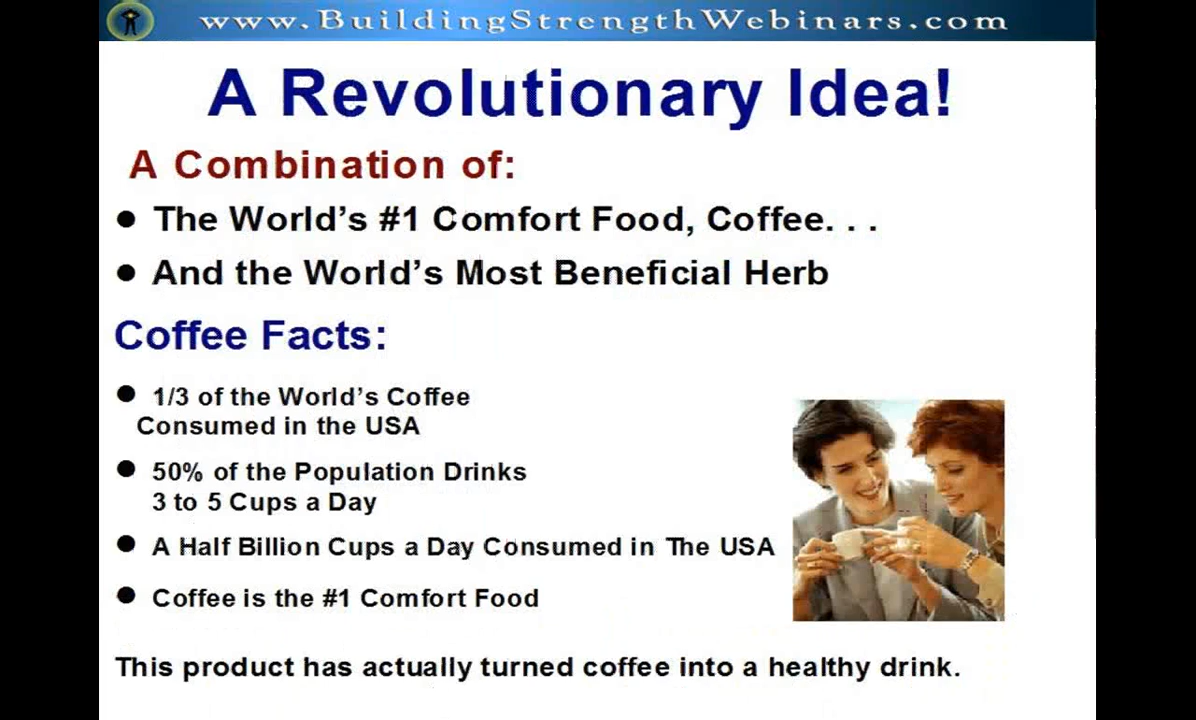 www.BuildingStrengthWebinars.com
A Revolutionary Idea!
A Combination of:
● The World's #1 Comfort Food, Coffee. . .
● And the World's Most Beneficial Herb
Coffee Facts:
● 1/3 of the World's Coffee
Consumed in the USA
● 50% of the Population Drinks
3 to 5 Cups a Day
● A Half Billion Cups a Day Consumed in The USA
● Coffee is the #1 Comfort Food
This product has actually turned coffee into a healthy drink.